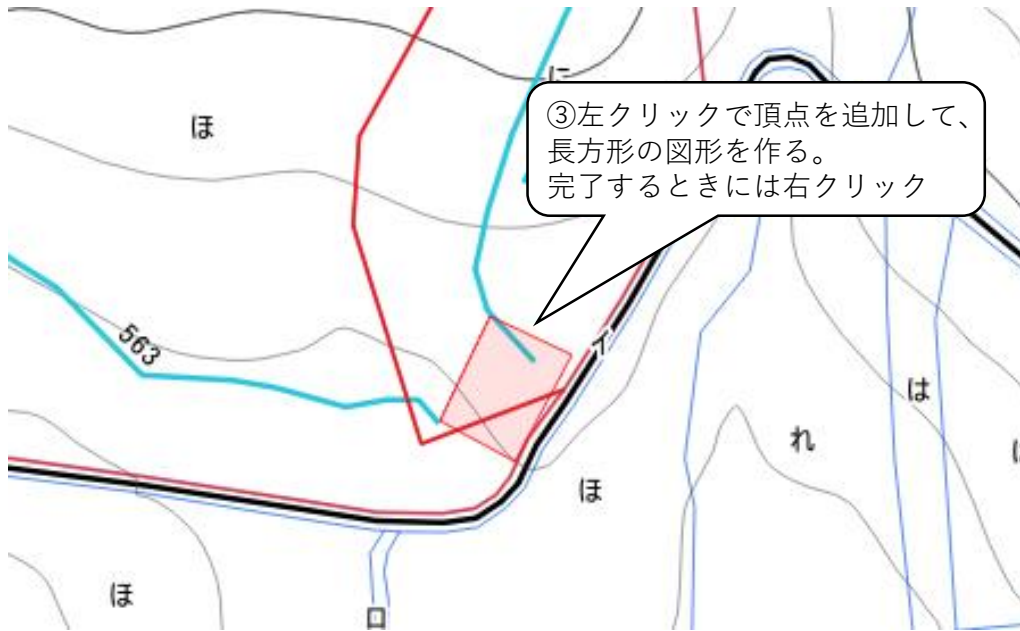 に
ほ
③左クリックで頂点を追加して、
長方形の図形を作る。
完了するときには右クリック
563
イ
は
れ
ほ
ほ
ロ